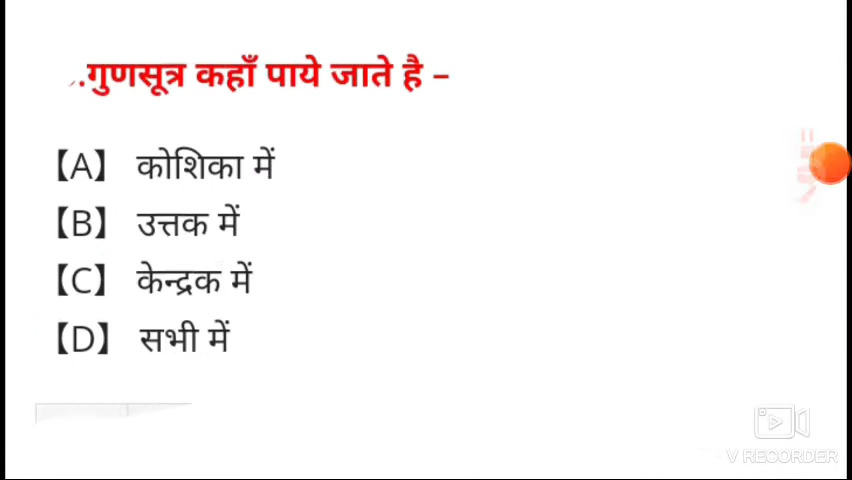 .गुणसूत्र कहाँ पाये जाते है –
【A】 कोशिका में
【B】 उत्तक में
【C】 केन्द्रक में
【D】 सभी में
V RECORDER